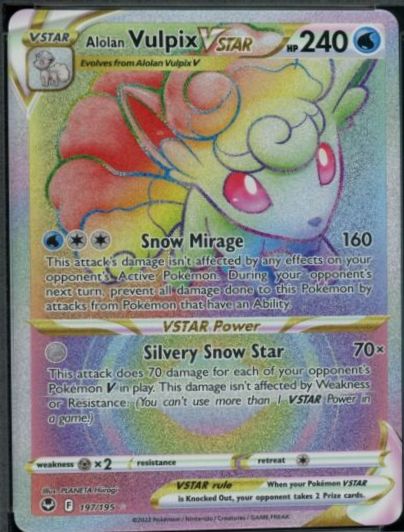 VSTAR
Alolan Vulpix VSTAR HP 240
Evolves from Alolan Vulpix V
Snow Mirage 160
This attack's damage isn't affected by any effects on your
opponent's Active Pokémon. During your opponent's
next turn, prevent all damage done to this Pokémon by
attacks from Pokémon that have an Ability.
VSTAR Power
Silvery Snow Star 70×
This attack does 70 damage for each of your opponent's
Pokémon V in play. This damage isn't affected by Weakness
or Resistance. (You can't use more than 1 VSTAR Power in
a game.)
weakness ×2 resistance retreat
Illus. PLANETA Hiiragi
VSTAR rule When your Pokémon VSTAR
is Knocked Out, your opponent takes 2 Prize cards.
F 197/195
©2022 Pokémon / Nintendo / Creatures / GAME FREAK